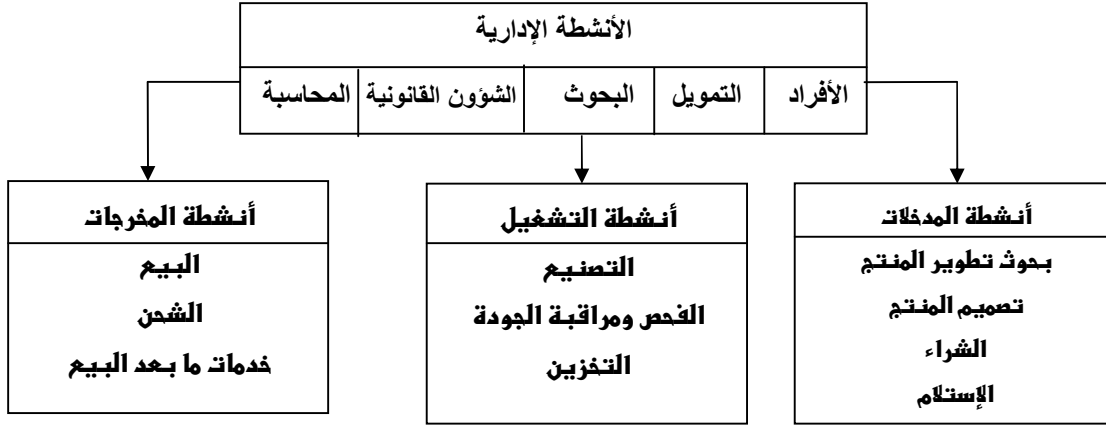 الأنشطة الإدارية
الأفراد
التمويل
البحوث
الشؤون القانونية
المحاسبة
أنشطة المدخلات
بحوث تطوير المنتج
تصميم المنتج
الشراء
الإستلام
أنشطة التشغيل
التصنيع
الفحص ومراقبة الجودة
التخزين
أنشطة المخرجات
البيع
الشحن
خدمات ما بعد البيع